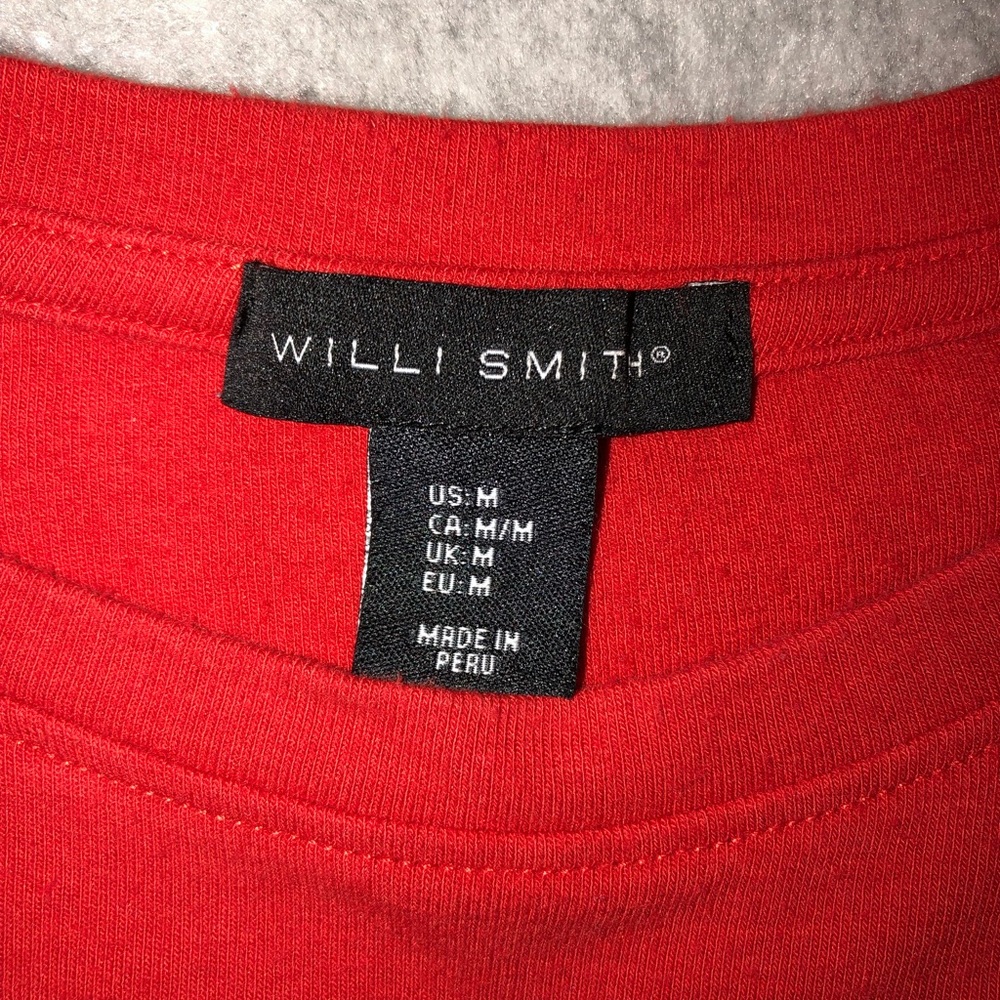 WILLI SMITH®
US: M
CA: M/M
UK: M
EU: M
MADE IN
PERU